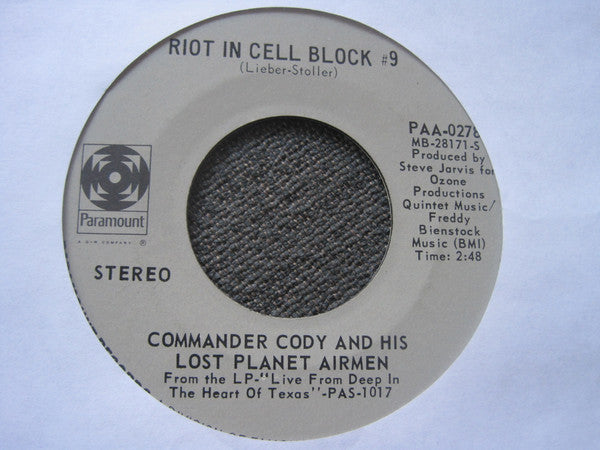 RIOT IN CELL BLOCK #9
(Lieber-Stoller)
PAA-0278
MB-28171-S
Produced by
Steve Jarvis for
Ozone
Productions
Quintet Music/
Freddy
Bienstock
Music (BMI)
Time: 2:48
Paramount
A G+W COMPANY ®
STEREO
COMMANDER CODY AND HIS
LOST PLANET AIRMEN
From the LP-"Live From Deep In
The Heart Of Texas"-PAS-1017